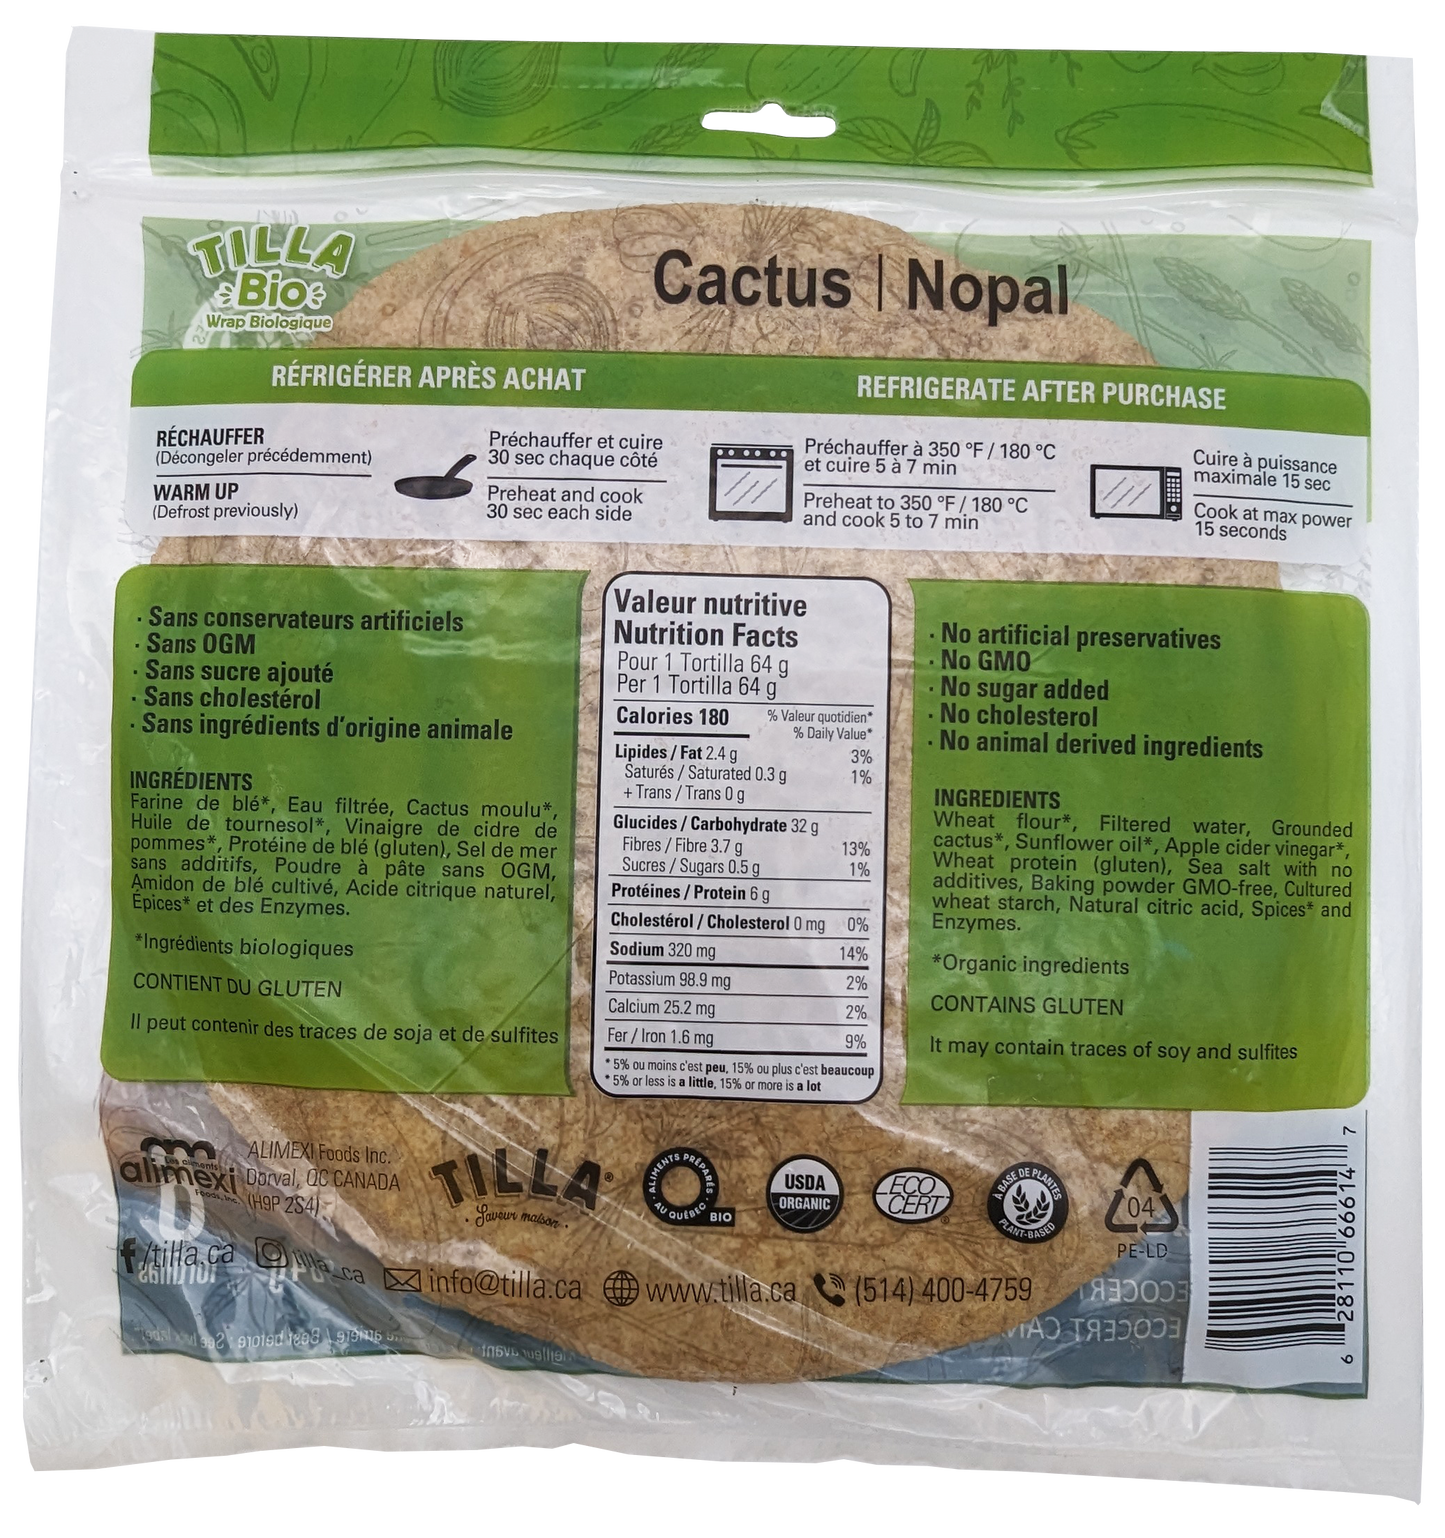 TILLA
Bio
Wrap Biologique
Cactus | Nopal
RÉFRIGÉRER APRÈS ACHAT
REFRIGERATE AFTER PURCHASE
RÉCHAUFFER
(Décongeler précédemment)
WARM UP
(Defrost previously)
Préchauffer et cuire
30 sec chaque côté
Preheat and cook
30 sec each side
Préchauffer à 350 °F / 180 °C
et cuire 5 à 7 min
Preheat to 350 °F / 180 °C
and cook 5 to 7 min
Cuire à puissance
maximale 15 sec
Cook at max power
15 seconds
· Sans conservateurs artificiels
· Sans OGM
· Sans sucre ajouté
· Sans cholestérol
· Sans ingrédients d'origine animale
INGRÉDIENTS
Farine de blé*, Eau filtrée, Cactus moulu*,
Huile de tournesol*, Vinaigre de cidre de
pommes*, Protéine de blé (gluten), Sel de mer
sans additifs, Poudre à pâte sans OGM,
Amidon de blé cultivé, Acide citrique naturel,
Épices* et des Enzymes.
*Ingrédients biologiques
CONTIENT DU GLUTEN
Il peut contenir des traces de soja et de sulfites
Valeur nutritive
Nutrition Facts
Pour 1 Tortilla 64 g
Per 1 Tortilla 64 g
Calories 180
% Valeur quotidien*
% Daily Value*
Lipides / Fat 2.4 g 3%
Saturés / Saturated 0.3 g 1%
+ Trans / Trans 0 g
Glucides / Carbohydrate 32 g
Fibres / Fibre 3.7 g 13%
Sucres / Sugars 0.5 g 1%
Protéines / Protein 6 g
Cholestérol / Cholesterol 0 mg 0%
Sodium 320 mg 14%
Potassium 98.9 mg 2%
Calcium 25.2 mg 2%
Fer / Iron 1.6 mg 9%
* 5% ou moins c'est peu, 15% ou plus c'est beaucoup
* 5% or less is a little, 15% or more is a lot
· No artificial preservatives
· No GMO
· No sugar added
· No cholesterol
· No animal derived ingredients
INGREDIENTS
Wheat flour*, Filtered water, Grounded
cactus*, Sunflower oil*, Apple cider vinegar*,
Wheat protein (gluten), Sea salt with no
additives, Baking powder GMO-free, Cultured
wheat starch, Natural citric acid, Spices* and
Enzymes.
*Organic ingredients
CONTAINS GLUTEN
It may contain traces of soy and sulfites
Les aliments
alimexi
Foods, Inc.
ALIMEXI Foods Inc.
Dorval, QC CANADA
(H9P 2S4)
TILLA®
· Saveur maison ·
ALIMENTS PRÉPARÉS
AU QUÉBEC
BIO
USDA
ORGANIC
ECO
CERT®
À BASE DE PLANTES
PLANT-BASED
04
PE-LD
/tilla.ca
tilla_ca
info@tilla.ca
www.tilla.ca
(514) 400-4759
6 28110 66614 7